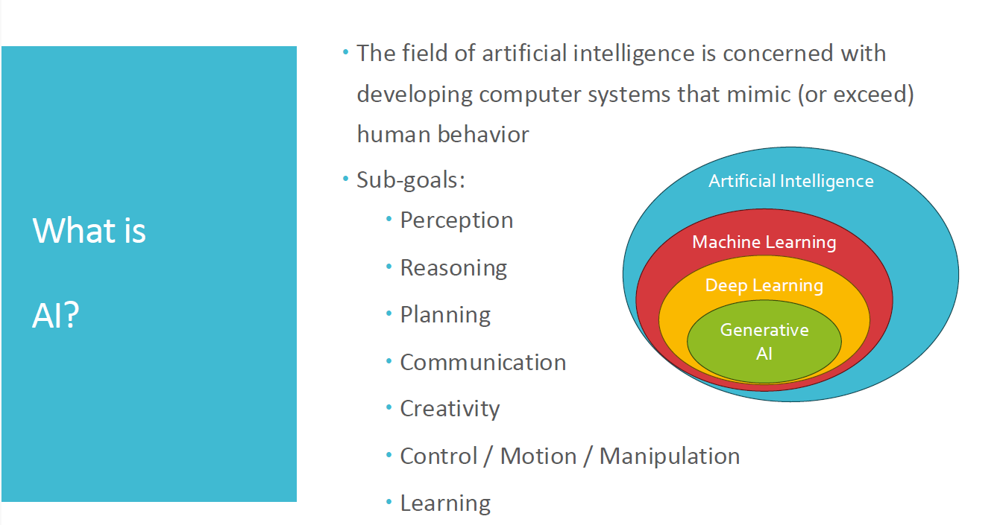 What is
AI?
• The field of artificial intelligence is concerned with
developing computer systems that mimic (or exceed)
human behavior
• Sub-goals:
• Perception
• Reasoning
• Planning
• Communication
• Creativity
• Control / Motion / Manipulation
• Learning
Artificial Intelligence
Machine Learning
Deep Learning
Generative
AI